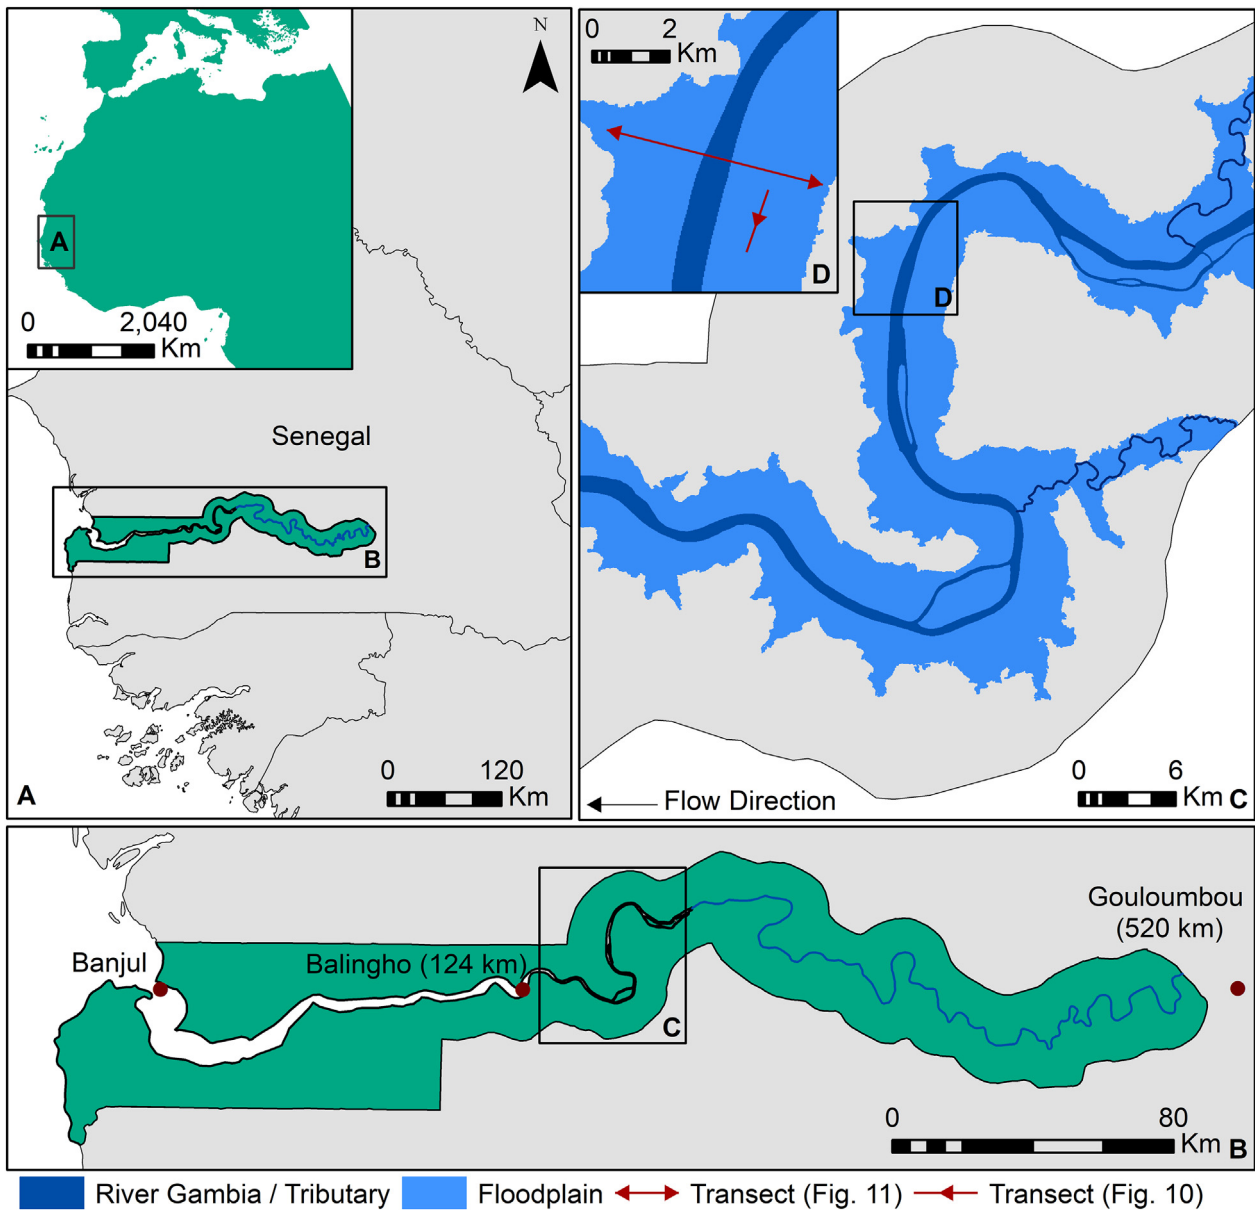 N
A
0 2,040
Km
Senegal
B
0 120
Km
A
0 2
Km
D
D
0 6
Km
C
Flow Direction
Banjul
Balingho (124 km)
C
Gouloumbou
(520 km)
0 80
Km
B
River Gambia / Tributary
Floodplain
Transect (Fig. 11)
Transect (Fig. 10)